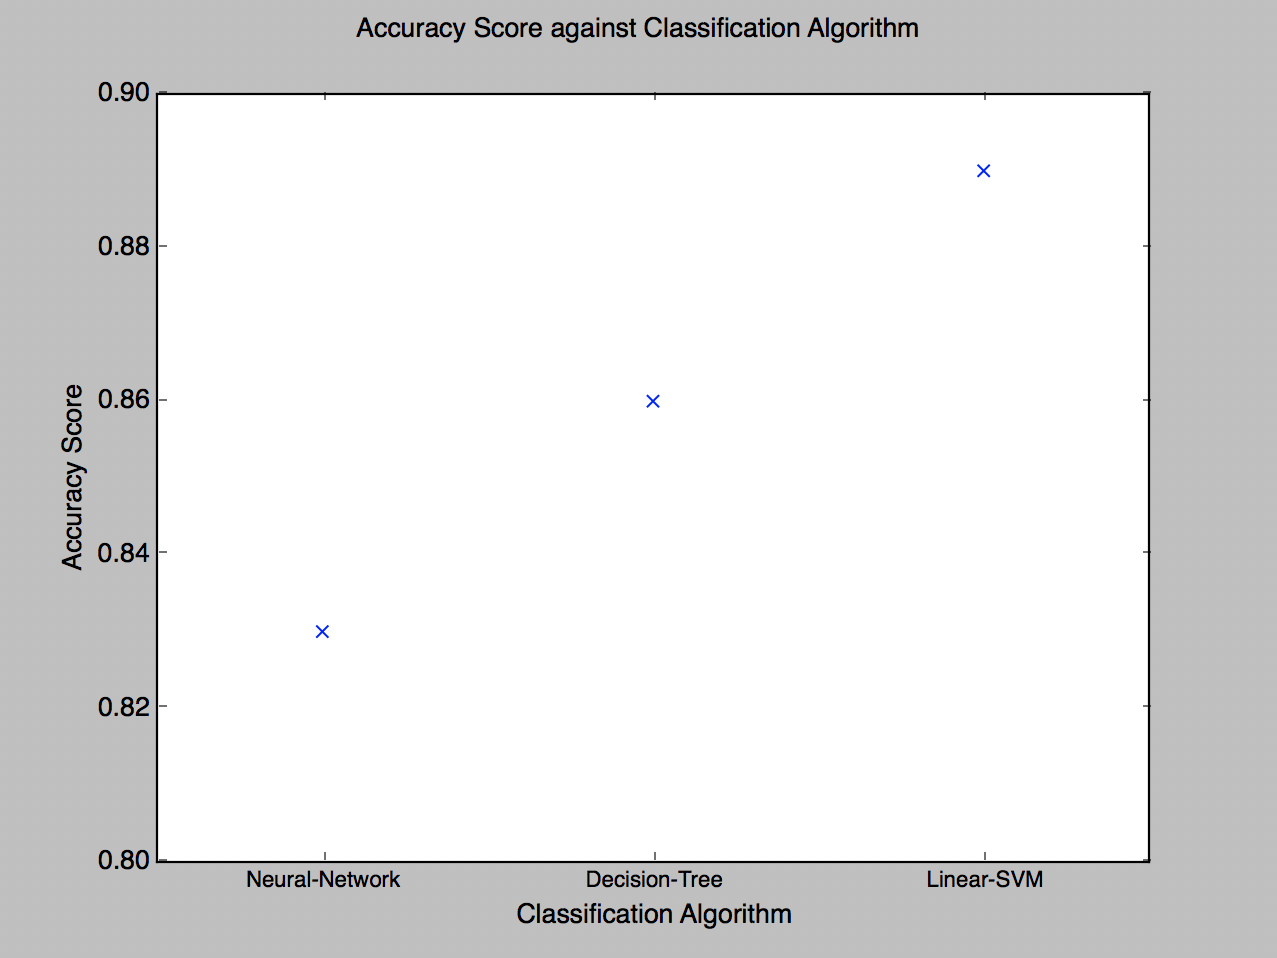 Accuracy Score against Classification Algorithm
0.90
0.88
0.86
0.84
0.82
0.80
Accuracy Score
Neural-Network Decision-Tree Linear-SVM
Classification Algorithm